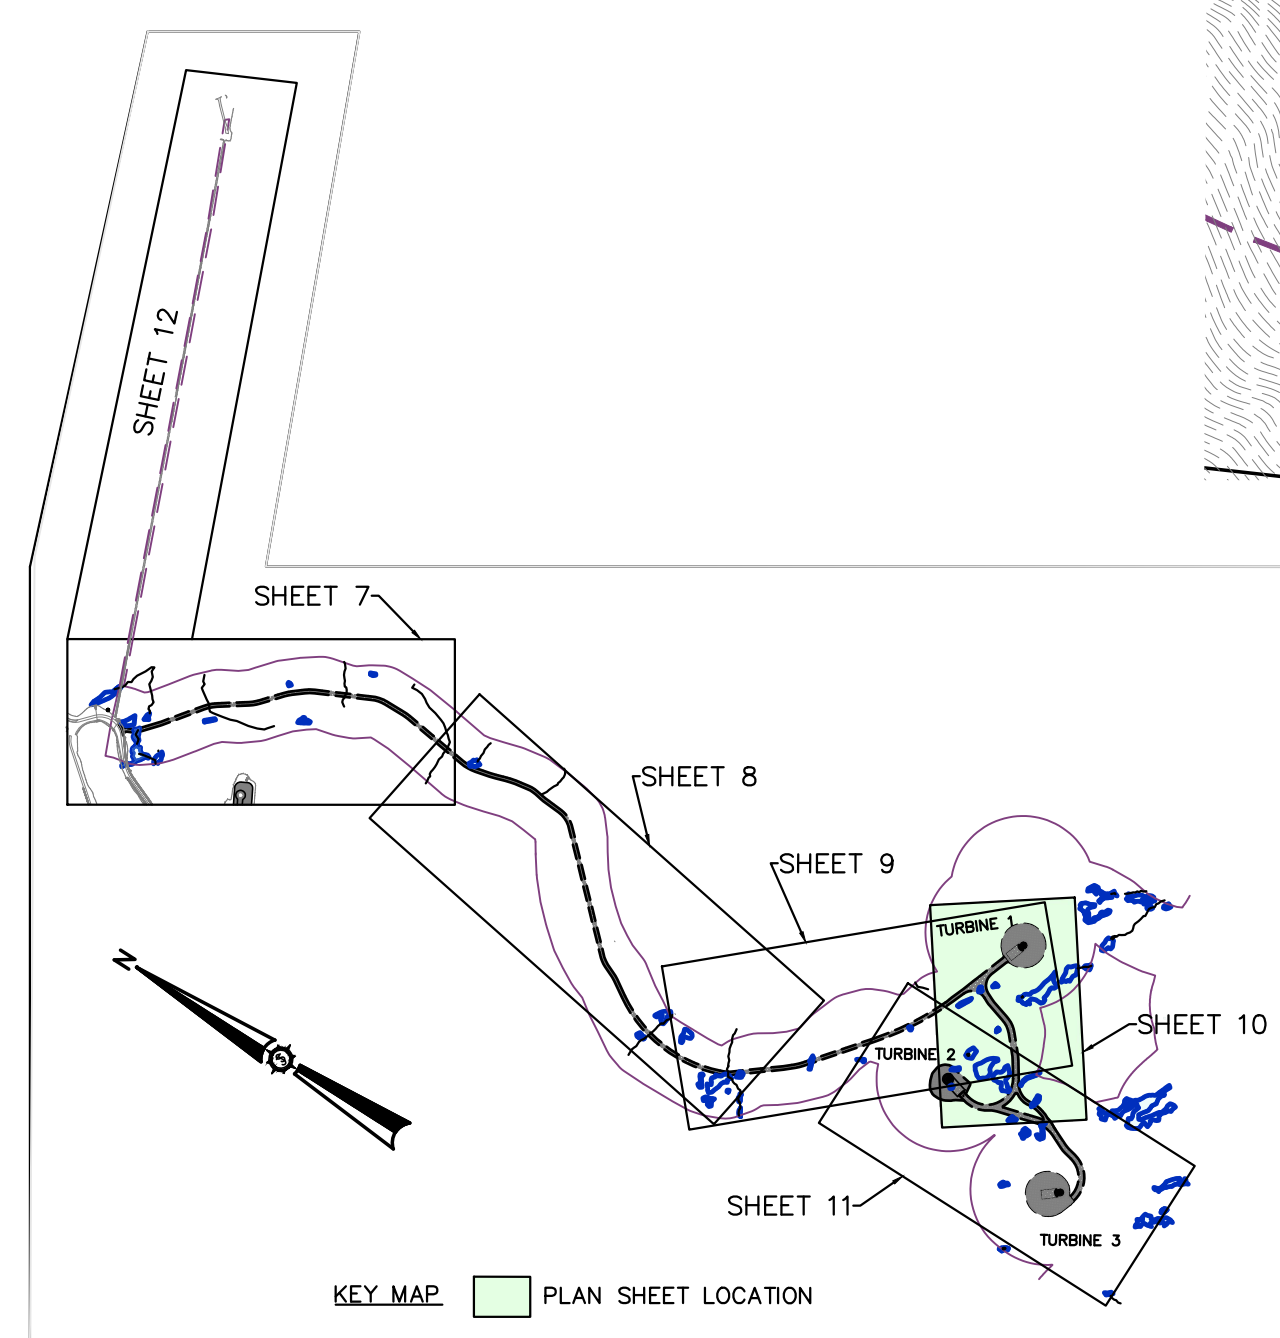 SHEET 12
SHEET 7
SHEET 8
SHEET 9
TURBINE 1
N
SHEET 10
TURBINE 2
SHEET 11
TURBINE 3
KEY MAP
PLAN SHEET LOCATION